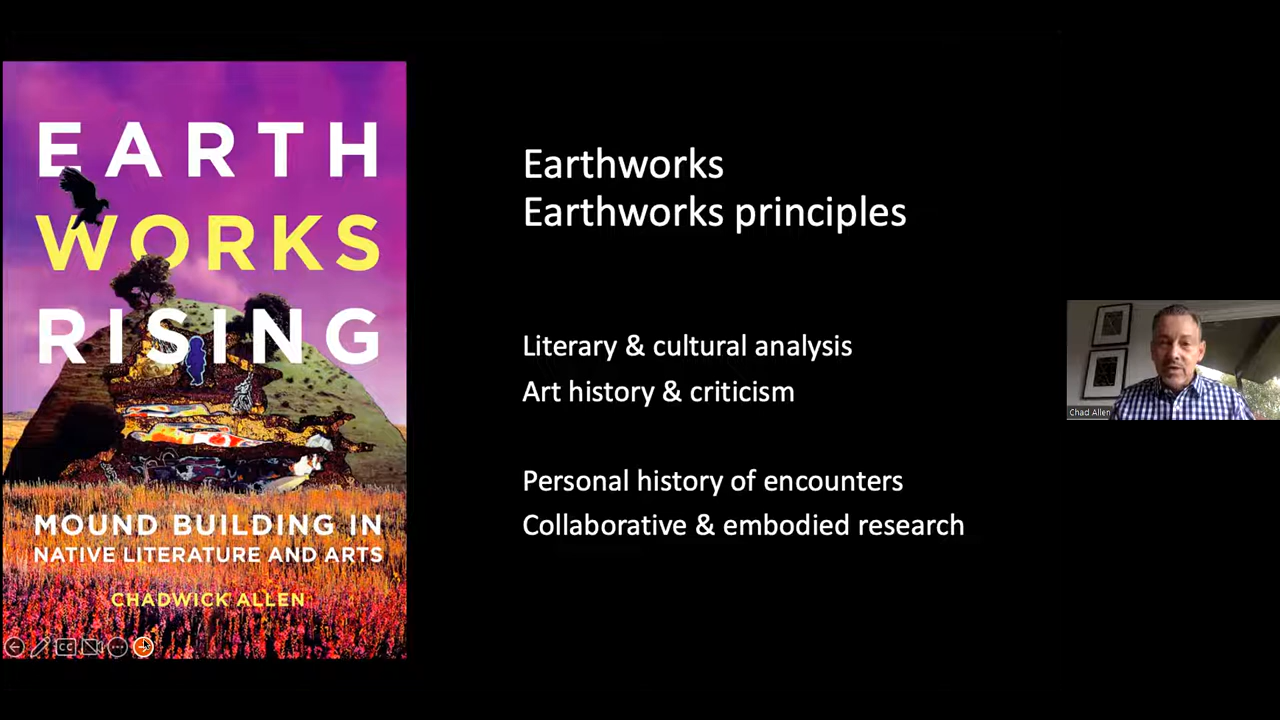 EARTH
WORKS
RISING
MOUND BUILDING IN
NATIVE LITERATURE AND ARTS
CHADWICK ALLEN
Earthworks
Earthworks principles
Literary & cultural analysis
Art history & criticism
Personal history of encounters
Collaborative & embodied research
Chad Allen
CC